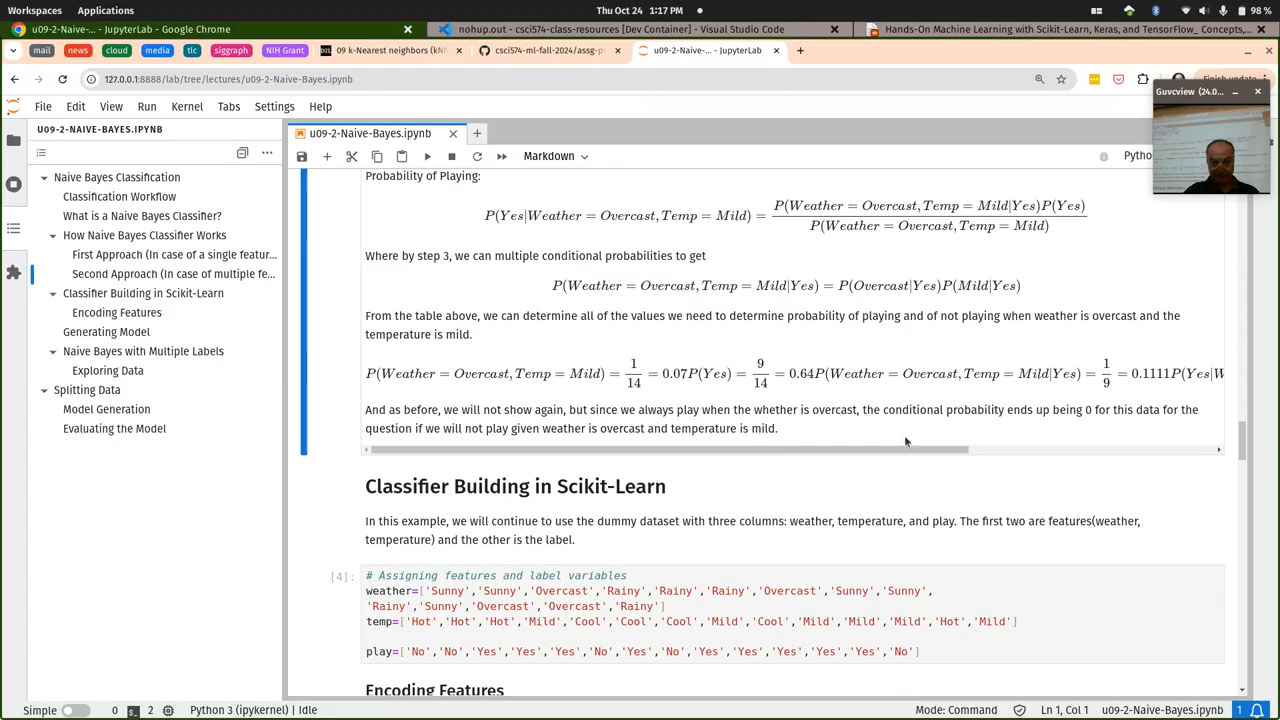 Workspaces Applications Thu Oct 24 1:17 PM 98 %
u09-2-Naive-... - JupyterLab - Google Chrome
nohup.out - csci574-class-resources [Dev Container] - Visual Studio Code
Hands-On Machine Learning with Scikit-Learn, Keras, and TensorFlow_ Concepts,...
mail news cloud media tlc siggraph NIH Grant 09 k-Nearest neighbors (kNN csci574-ml-fall-2024/assg-p u09-2-Naive-... - JupyterLab
127.0.0.1:8888/lab/tree/lectures/u09-2-Naive-Bayes.ipynb
Guvcview (24.0...
File Edit View Run Kernel Tabs Settings Help
U09-2-NAIVE-BAYES.IPYNB
u09-2-Naive-Bayes.ipynb
Markdown
Pytho
Naive Bayes Classification
Classification Workflow
What is a Naive Bayes Classifier?
How Naive Bayes Classifier Works
First Approach (In case of a single featur...
Second Approach (In case of multiple fe...
Classifier Building in Scikit-Learn
Encoding Features
Generating Model
Naive Bayes with Multiple Labels
Exploring Data
Splitting Data
Model Generation
Evaluating the Model
Probability of Playing:
P(Yes|Weather = Overcast, Temp = Mild) = P(Weather = Overcast, Temp = Mild|Yes)P(Yes) / P(Weather = Overcast, Temp = Mild)
Where by step 3, we can multiple conditional probabilities to get
P(Weather = Overcast, Temp = Mild|Yes) = P(Overcast|Yes)P(Mild|Yes)
From the table above, we can determine all of the values we need to determine probability of playing and of not playing when weather is overcast and the
temperature is mild.
P(Weather = Overcast, Temp = Mild) = 1/14 = 0.07P(Yes) = 9/14 = 0.64P(Weather = Overcast, Temp = Mild|Yes) = 1/9 = 0.1111P(Yes|W
And as before, we will not show again, but since we always play when the whether is overcast, the conditional probability ends up being 0 for this data for the
question if we will not play given weather is overcast and temperature is mild.
Classifier Building in Scikit-Learn
In this example, we will continue to use the dummy dataset with three columns: weather, temperature, and play. The first two are features(weather,
temperature) and the other is the label.
[4]:
# Assigning features and label variables
weather=['Sunny','Sunny','Overcast','Rainy','Rainy','Rainy','Overcast','Sunny','Sunny',
'Rainy','Sunny','Overcast','Overcast','Rainy']
temp=['Hot','Hot','Hot','Mild','Cool','Cool','Cool','Mild','Cool','Mild','Mild','Mild','Hot','Mild']
play=['No','No','Yes','Yes','Yes','No','Yes','No','Yes','Yes','Yes','Yes','Yes','No']
Encoding Features
Simple 0 2 Python 3 (ipykernel) | Idle Mode: Command Ln 1, Col 1 u09-2-Naive-Bayes.ipynb 1